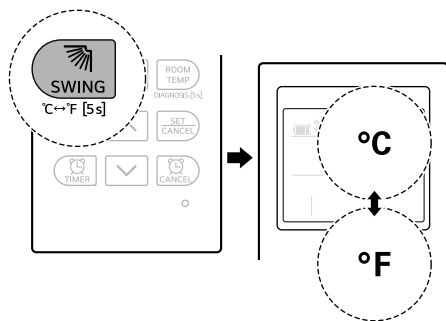 SWING
°C↔°F [5s]
ROOM
TEMP
DIAGNOSIS [5s]
SET
CANCEL
TIMER
CANCEL
°C
°F